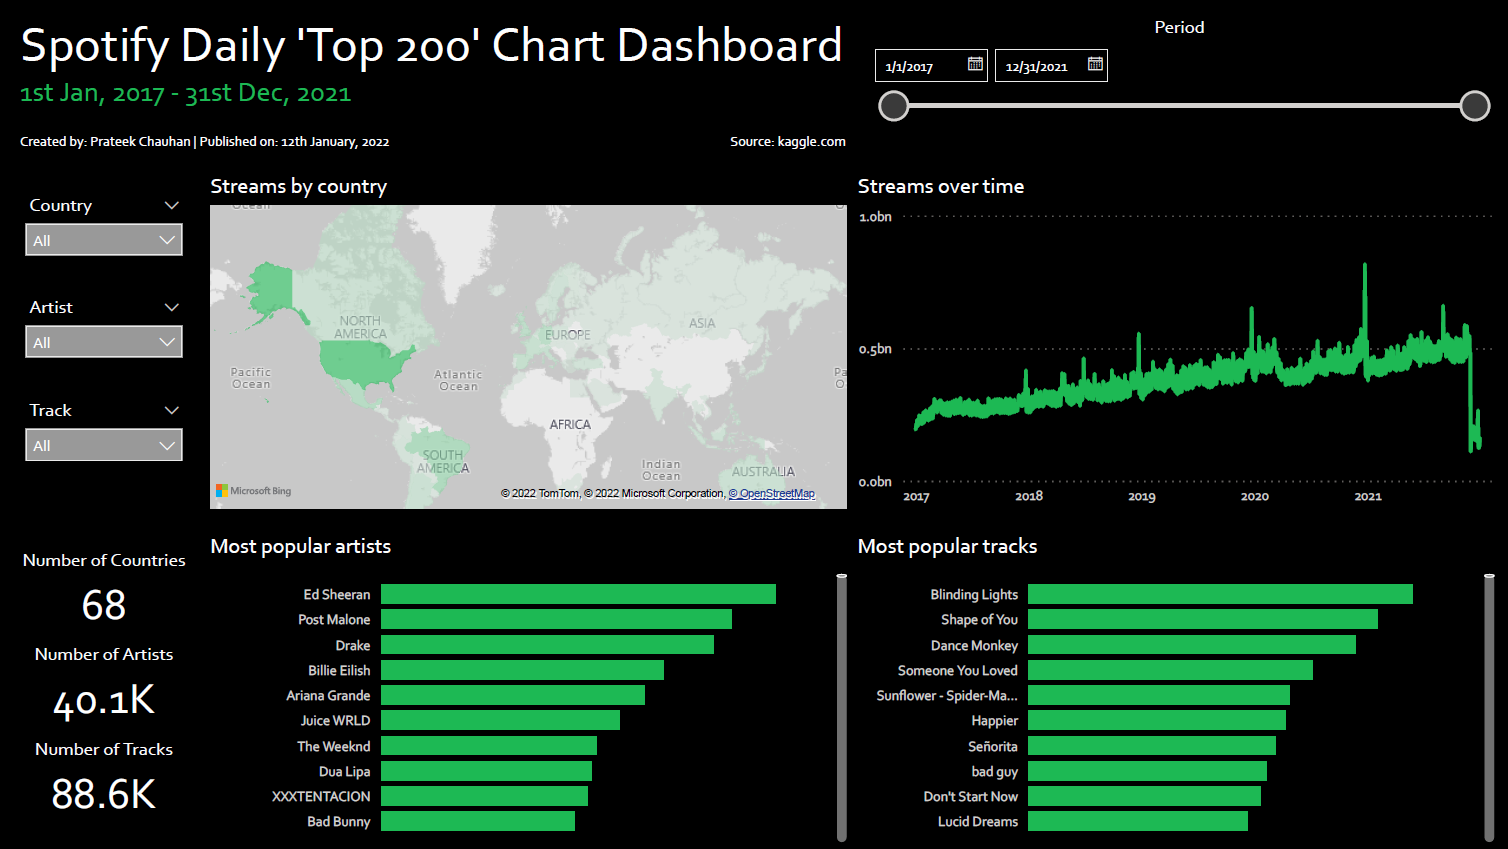 Spotify Daily 'Top 200' Chart Dashboard
1st Jan, 2017 - 31st Dec, 2021
Created by: Prateek Chauhan | Published on: 12th January, 2022
Source: kaggle.com
Period
1/1/2017
12/31/2021
Country
All
Artist
All
Track
All
Streams by country
Ocean
Ocean
NORTH
AMERICA
EUROPE
ASIA
Pacific
Ocean
Atlantic
Ocean
Pa
AFRICA
SOUTH
AMERICA
Indian
Ocean
AUSTRALIA
Microsoft Bing
© 2022 TomTom, © 2022 Microsoft Corporation, © OpenStreetMap
Streams over time
1.0bn
0.5bn
0.0bn
2017
2018
2019
2020
2021
Number of Countries
68
Number of Artists
40.1K
Number of Tracks
88.6K
Most popular artists
Ed Sheeran
Post Malone
Drake
Billie Eilish
Ariana Grande
Juice WRLD
The Weeknd
Dua Lipa
XXXTENTACION
Bad Bunny
Most popular tracks
Blinding Lights
Shape of You
Dance Monkey
Someone You Loved
Sunflower - Spider-Ma...
Happier
Señorita
bad guy
Don't Start Now
Lucid Dreams